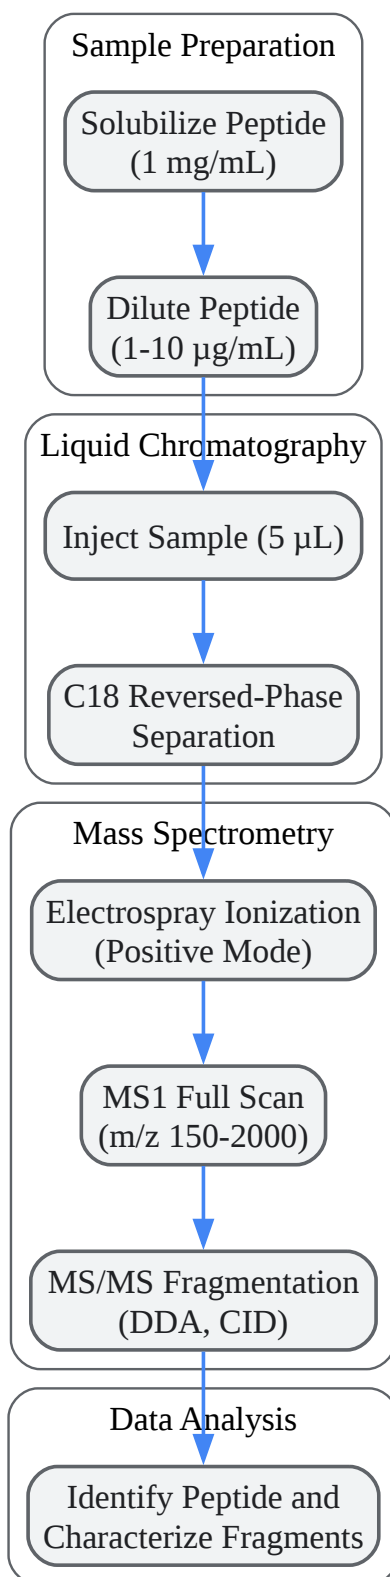 Sample Preparation
Solubilize Peptide
(1 mg/mL)
Dilute Peptide
(1-10 µg/mL)
Liquid Chromatography
Inject Sample (5 µL)
C18 Reversed-Phase
Separation
Mass Spectrometry
Electrospray Ionization
(Positive Mode)
MS1 Full Scan
(m/z 150-2000)
MS/MS Fragmentation
(DDA, CID)
Data Analysis
Identify Peptide and
Characterize Fragments